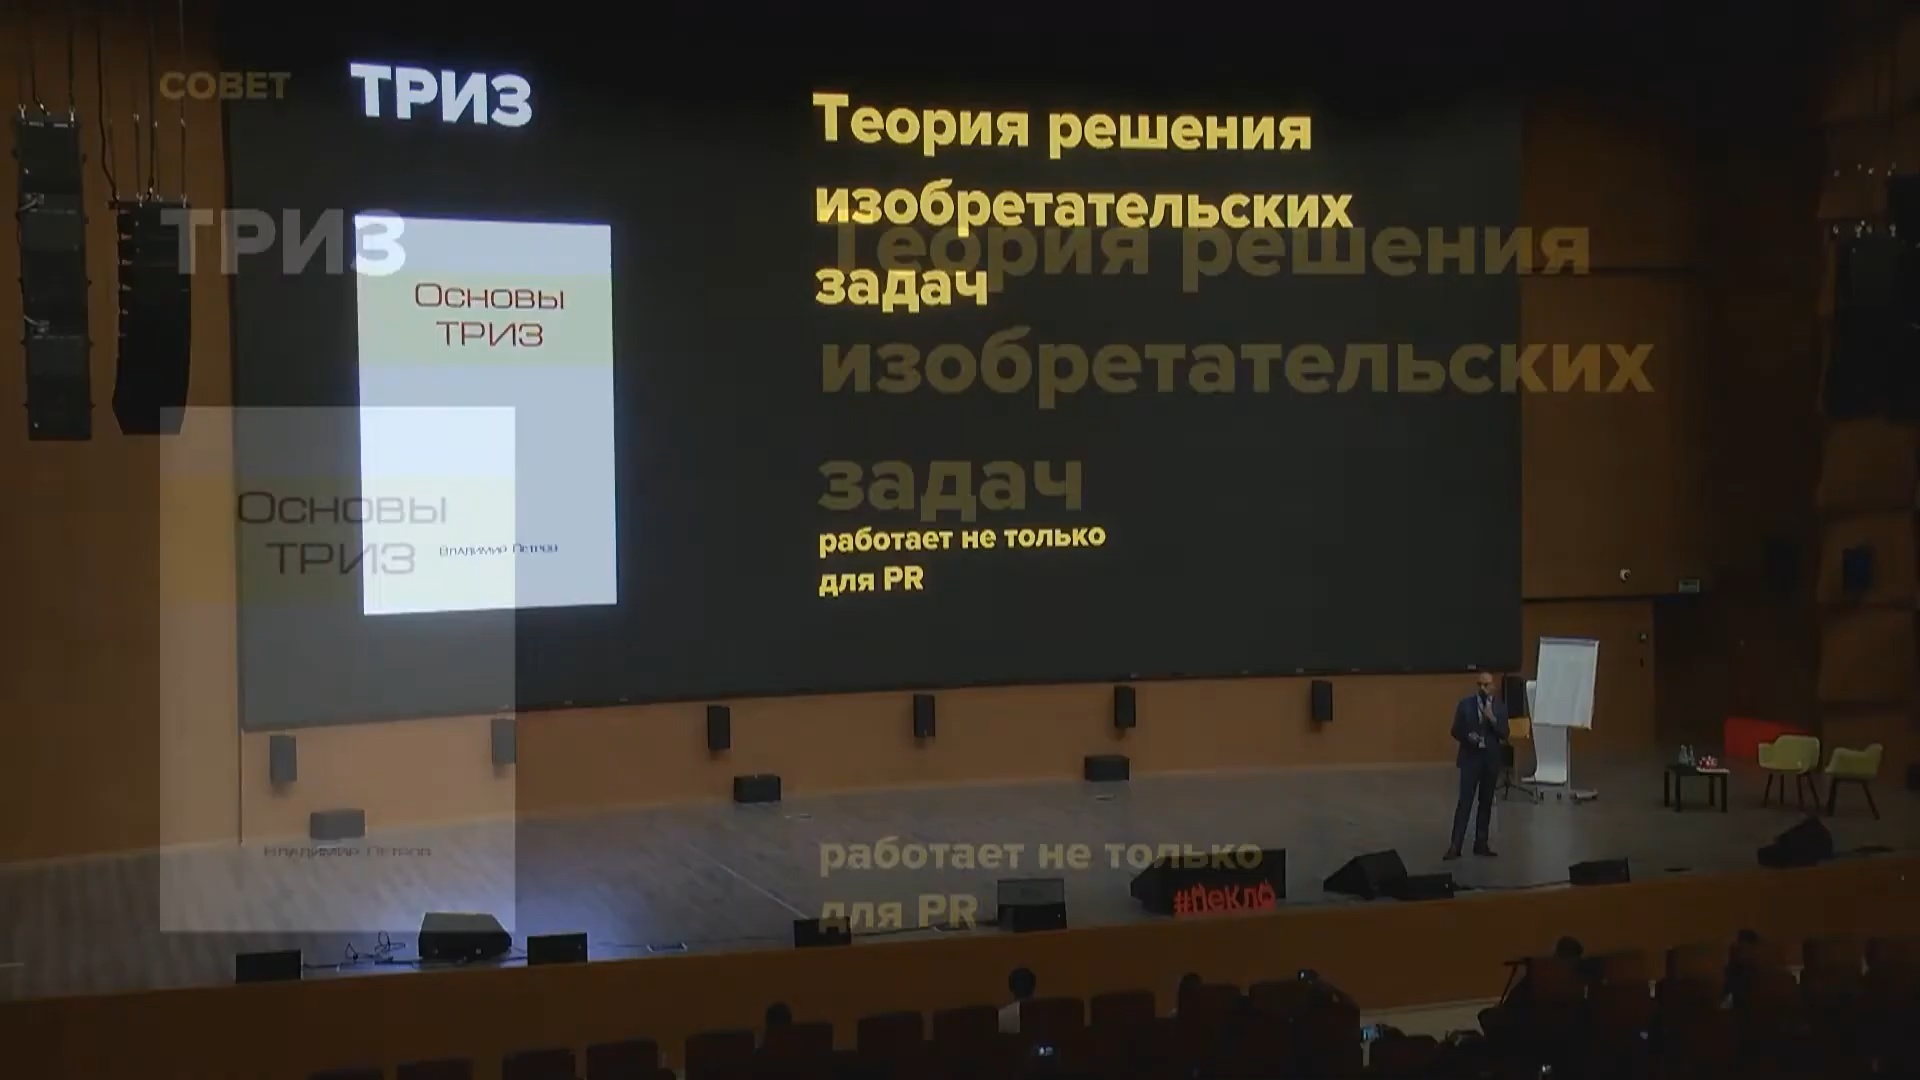 СОВЕТ
ТРИЗ
Теория решения
изобретательских
задач
Основы
ТРИЗ
Владимир Петров
работает не только
для PR
ТРИЗ
Теория решения
изобретательских
задач
Основы
ТРИЗ
Владимир Петров
работает не только
для PR
#ПеКло